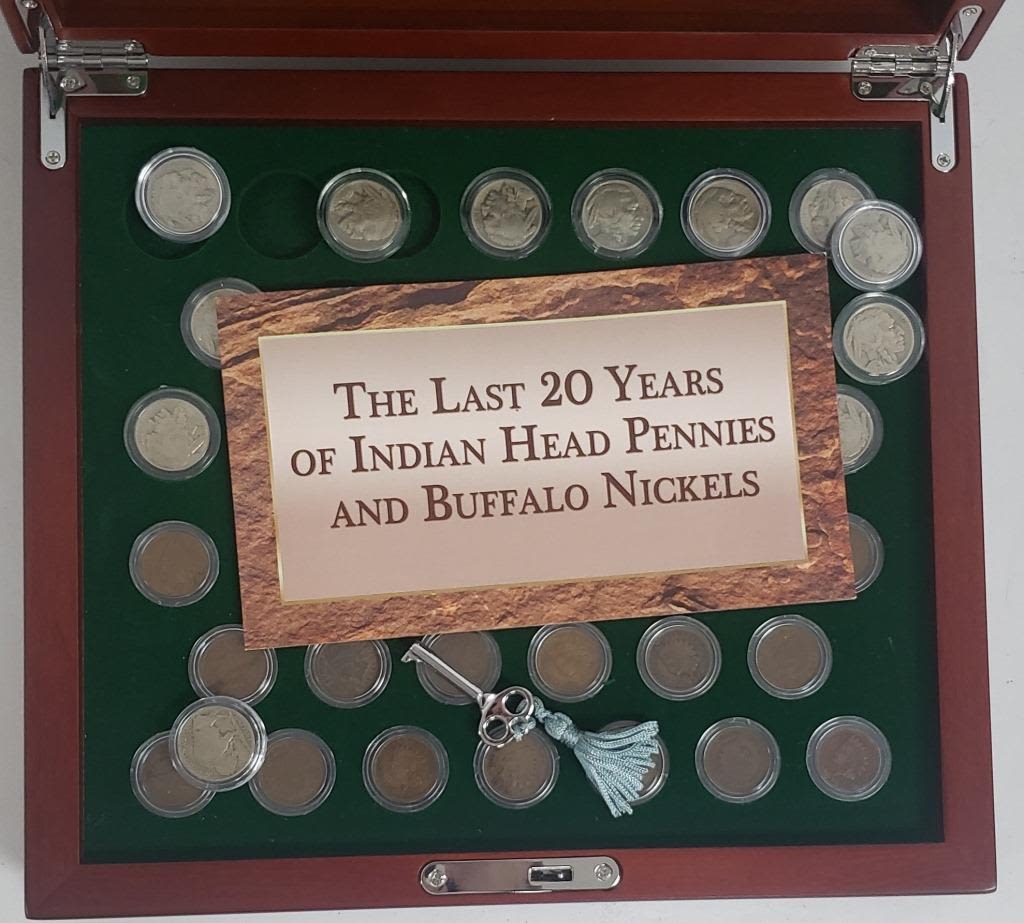 The Last 20 Years
of Indian Head Pennies
and Buffalo Nickels